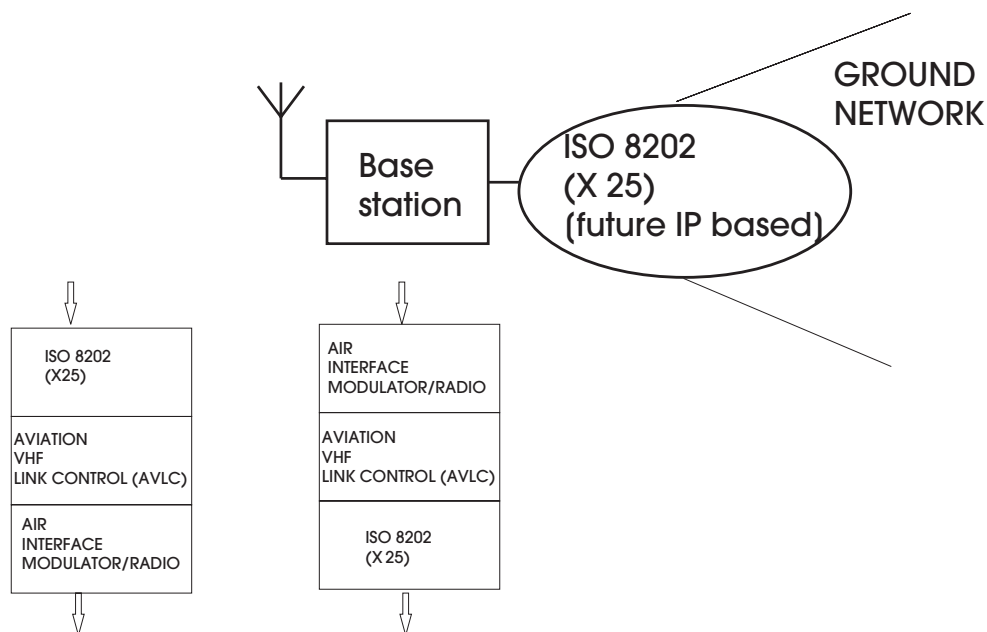 GROUND
NETWORK
Base
station
ISO 8202
(X 25)
(future IP based)
ISO 8202
(X25)
AVIATION
VHF
LINK CONTROL (AVLC)
AIR
INTERFACE
MODULATOR/RADIO
AIR
INTERFACE
MODULATOR/RADIO
AVIATION
VHF
LINK CONTROL (AVLC)
ISO 8202
(X 25)